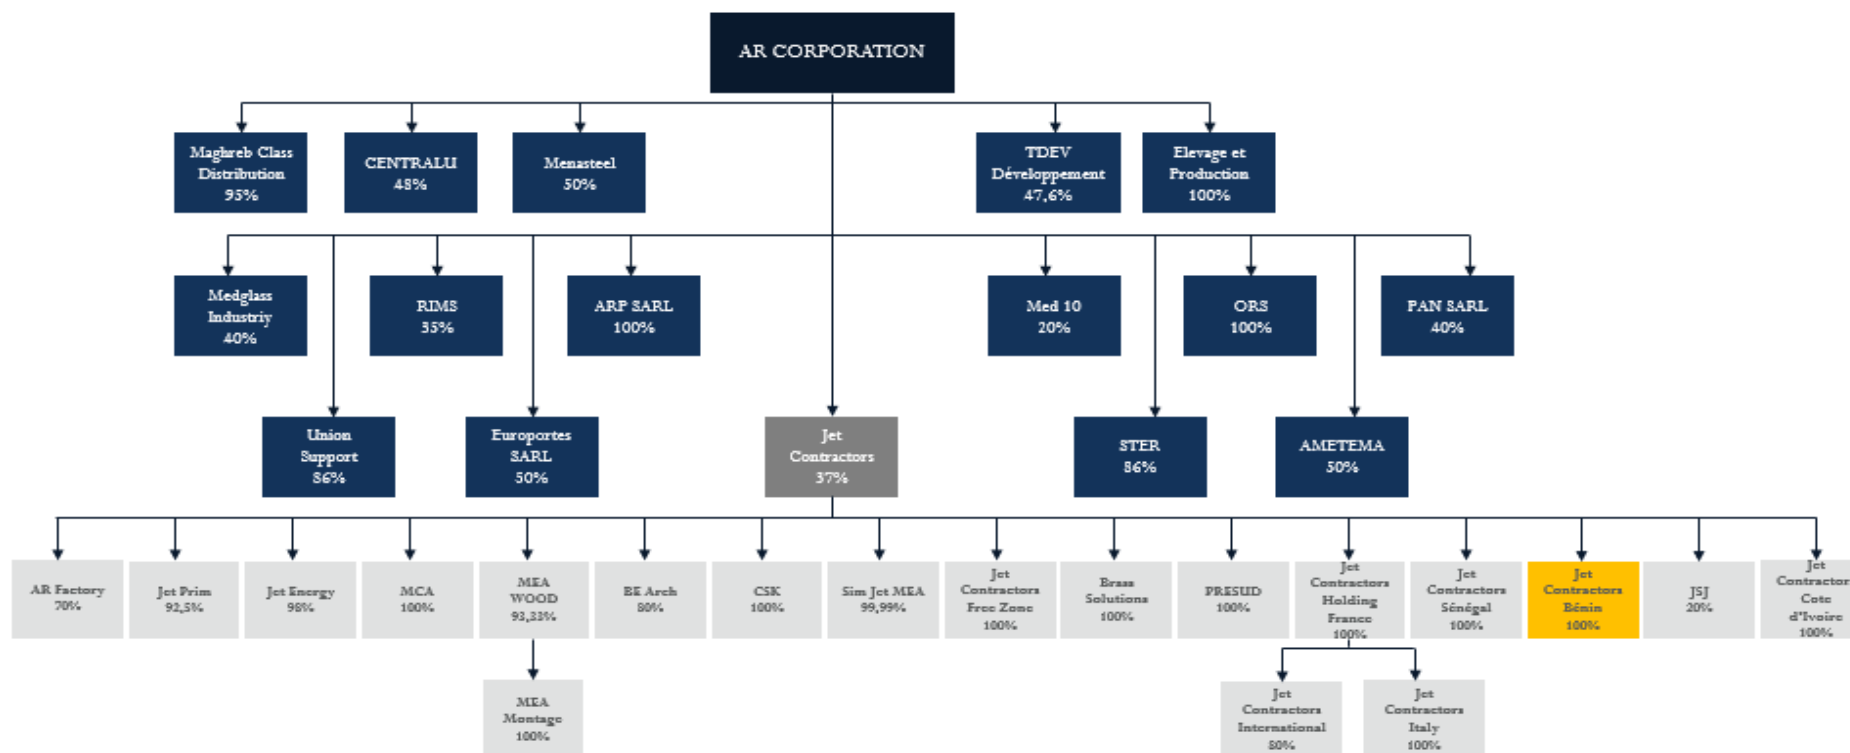 AR CORPORATION
Maghreb Class
Distribution
95%
CENTRALU
48%
Menasteel
50%
TDEV
Développement
47,6%
Elevage et
Production
100%
Medglass
Industriy
40%
RIMS
35%
ARP SARL
100%
Med 10
20%
ORS
100%
PAN SARL
40%
Union
Support
86%
Europortes
SARL
50%
Jet
Contractors
37%
STER
86%
AMETEMA
50%
AR Factory
70%
Jet Prim
92,5%
Jet Energy
98%
MCA
100%
MEA
WOOD
93,33%
BE Arch
80%
CSK
100%
Sim Jet MEA
99,99%
Jet
Contractors
Free Zone
100%
Brass
Solutions
100%
PRESUD
100%
Jet
Contractors
Holding
France
100%
Jet
Contractors
Sénégal
100%
Jet
Contractors
Bénin
100%
JSJ
20%
Jet
Contractor
Cote
d'Ivoire
100%
MEA
Montage
100%
Jet
Contractors
International
80%
Jet
Contractors
Italy
100%